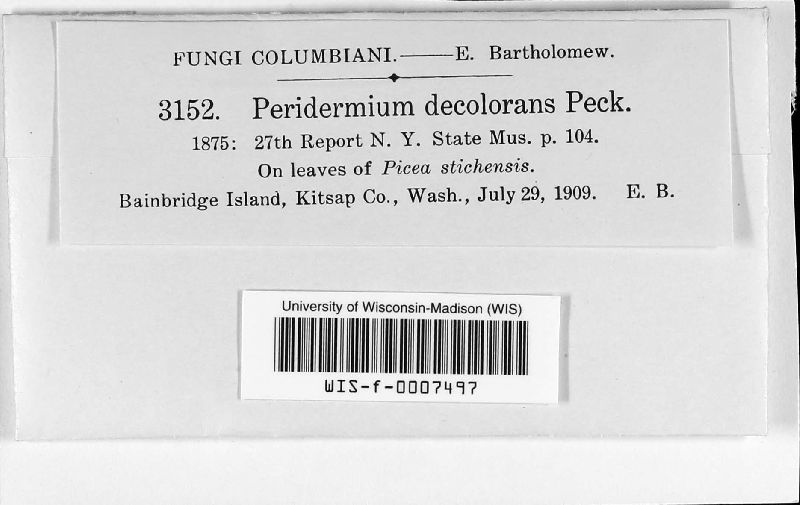 FUNGI COLUMBIANI.——E. Bartholomew.
3152. Peridermium decolorans Peck.
1875: 27th Report N. Y. State Mus. p. 104.
On leaves of Picea stichensis.
Bainbridge Island, Kitsap Co., Wash., July 29, 1909. E. B.
University of Wisconsin-Madison (WIS)
WIS-f-0007497